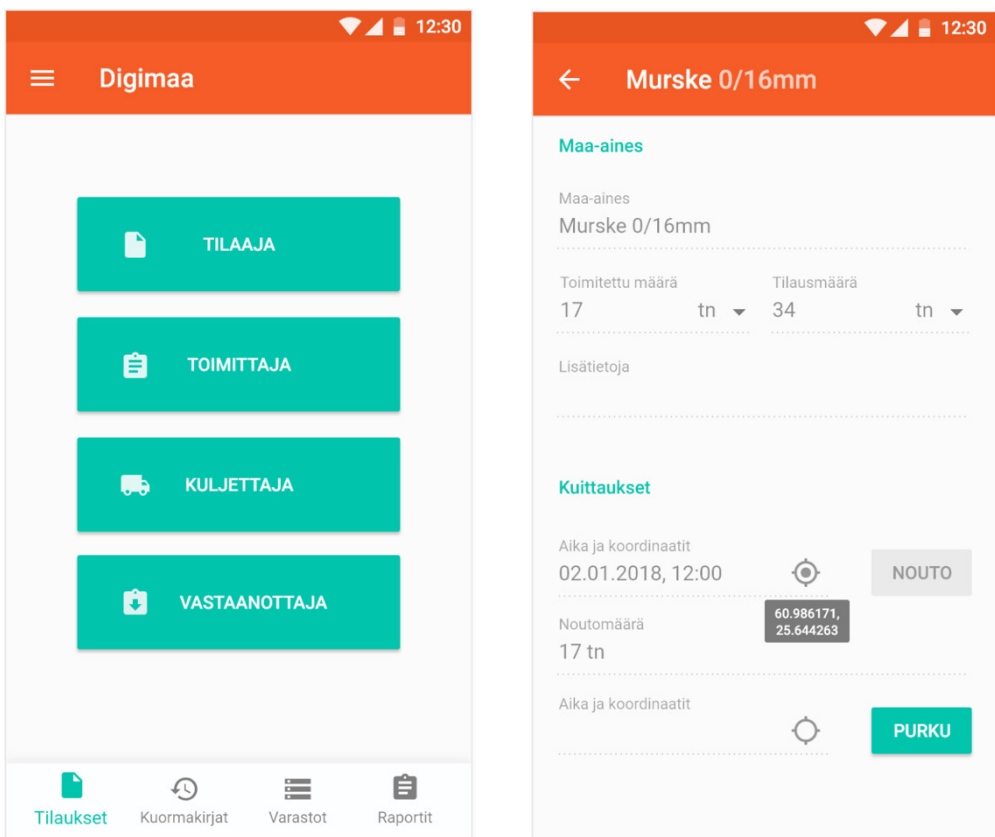 12:30
Digimaa
TILAAJA
TOIMITTAJA
KULJETTAJA
VASTAANOTTAJA
Tilaukset Kuormakirjat Varastot Raportit
12:30
Murske 0/16mm
Maa-aines
Maa-aines
Murske 0/16mm
Toimitettu määrä Tilausmäärä
17 tn 34 tn
Lisätietoja
Kuittaukset
Aika ja koordinaatit
02.01.2018, 12:00 NOUTO
60.986171,
25.644263
Noutomäärä
17 tn
Aika ja koordinaatit
PURKU